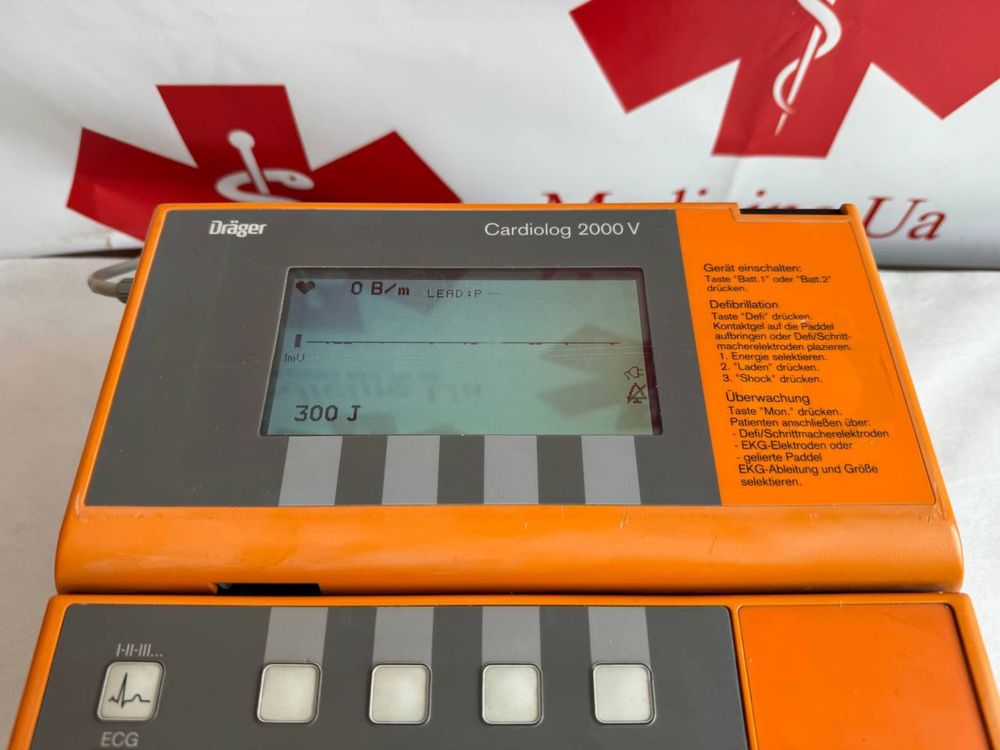 Medicine Ua
Dräger
Cardiolog 2000 V
0 B/m LEAD:P
1mV
300 J
Gerät einschalten:
Taste "Batt.1" oder "Batt.2"
drücken.
Defibrillation
Taste "Defi" drücken.
Kontaktgel auf die Paddel
aufbringen oder Defi/Schritt-
macherelektroden plazieren.
1. Energie selektieren.
2. "Laden" drücken.
3. "Shock" drücken.
Überwachung
Taste "Mon." drücken.
Patienten anschließen über:
- Defi/Schrittmacherelektroden
- EKG-Elektroden oder
- gelierte Paddel
EKG-Ableitung und Größe
selektieren.
I-II-III...
ECG